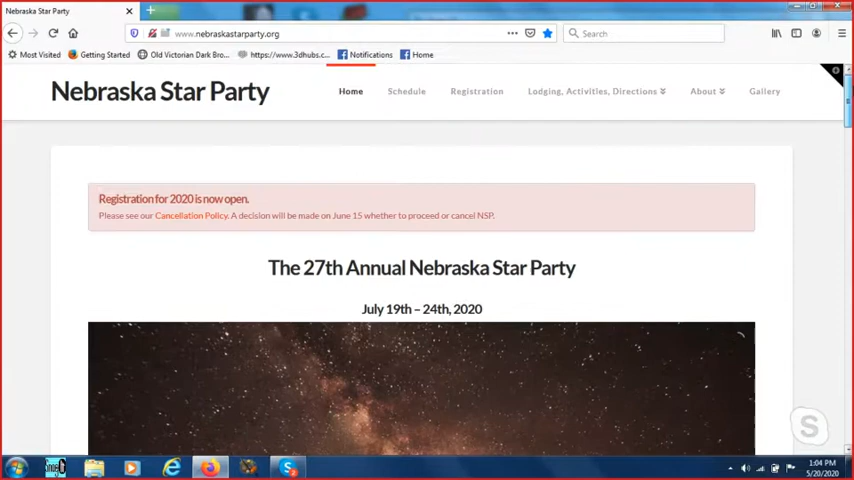 Nebraska Star Party
www.nebraskastarparty.org
Search
Most Visited
Getting Started
Old Victorian Dark Bro...
https://www.3dhubs.c...
Notifications
Home
Nebraska Star Party
Home
Schedule
Registration
Lodging, Activities, Directions
About
Gallery
Registration for 2020 is now open.
Please see our Cancellation Policy. A decision will be made on June 15 whether to proceed or cancel NSP.
The 27th Annual Nebraska Star Party
July 19th – 24th, 2020
1:04 PM
5/20/2020